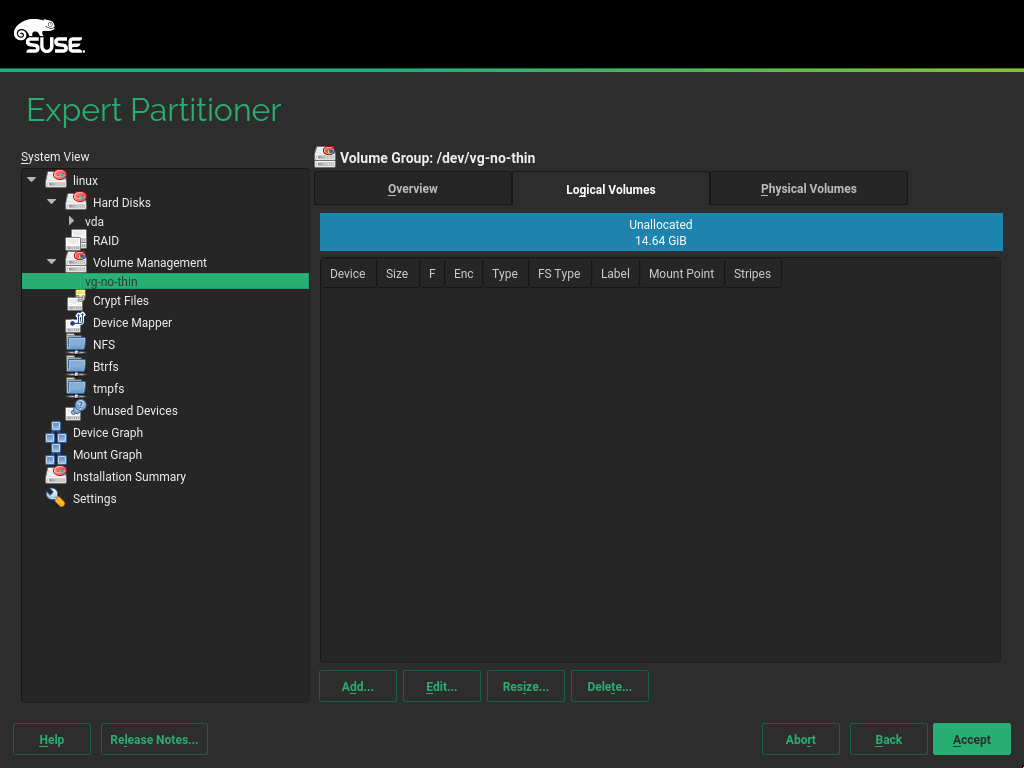 SUSE.
Expert Partitioner
System View
linux
Hard Disks
vda
RAID
Volume Management
vg-no-thin
Crypt Files
Device Mapper
NFS
Btrfs
tmpfs
Unused Devices
Device Graph
Mount Graph
Installation Summary
Settings
Volume Group: /dev/vg-no-thin
Overview Logical Volumes Physical Volumes
Unallocated
14.64 GiB
Device Size F Enc Type FS Type Label Mount Point Stripes
Add... Edit... Resize... Delete...
Help Release Notes... Abort Back Accept